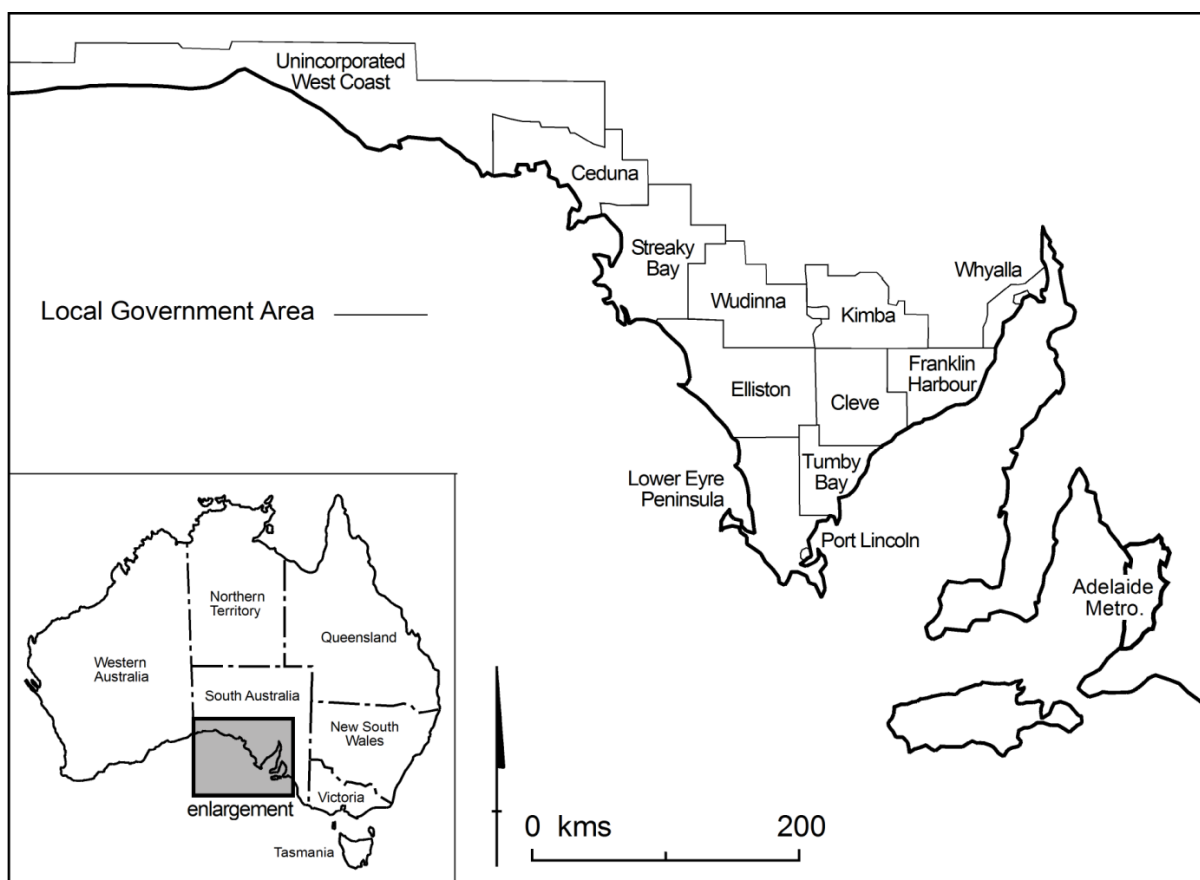 Unincorporated
West Coast
Ceduna
Streaky
Bay
Wudinna
Kimba
Whyalla
Local Government Area
Franklin
Harbour
Elliston
Cleve
Tumby
Bay
Lower Eyre
Peninsula
Port Lincoln
Adelaide
Metro.
Northern
Territory
Queensland
Western
Australia
South Australia
New South
Wales
Victoria
enlargement
Tasmania
0 kms 200